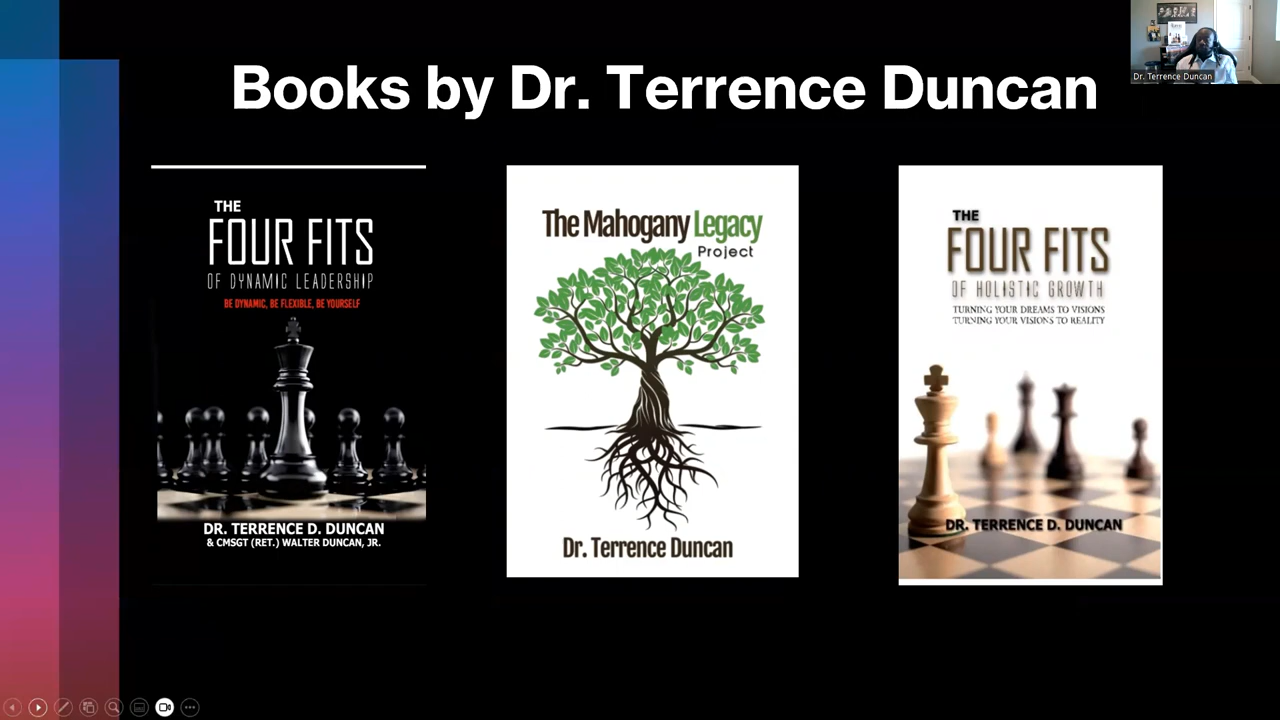 Books by Dr. Terrence Duncan
Dr. Terrence Duncan
THE
FOUR FITS
OF DYNAMIC LEADERSHIP
BE DYNAMIC, BE FLEXIBLE, BE YOURSELF
DR. TERRENCE D. DUNCAN
& CMSGT (RET.) WALTER DUNCAN, JR.
The Mahogany Legacy
Project
Dr. Terrence Duncan
THE
FOUR FITS
OF HOLISTIC GROWTH
TURNING YOUR DREAMS TO VISIONS
TURNING YOUR VISIONS TO REALITY
DR. TERRENCE D. DUNCAN